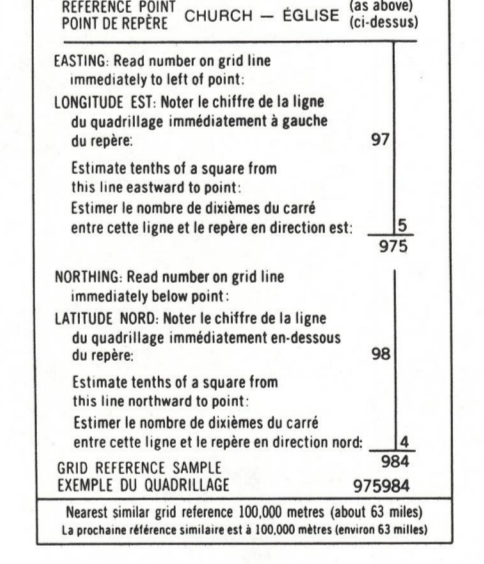 REFERENCE POINT CHURCH — ÉGLISE (as above)
POINT DE REPÈRE (ci-dessus)
EASTING: Read number on grid line
immediately to left of point:
LONGITUDE EST: Noter le chiffre de la ligne
du quadrillage immédiatement à gauche
du repère: 97
Estimate tenths of a square from
this line eastward to point:
Estimer le nombre de dixièmes du carré
entre cette ligne et le repère en direction est: 5
975
NORTHING: Read number on grid line
immediately below point:
LATITUDE NORD: Noter le chiffre de la ligne
du quadrillage immédiatement en-dessous
du repère: 98
Estimate tenths of a square from
this line northward to point:
Estimer le nombre de dixièmes du carré
entre cette ligne et le repère en direction nord: 4
984
GRID REFERENCE SAMPLE
EXEMPLE DU QUADRILLAGE 975984
Nearest similar grid reference 100,000 metres (about 63 miles)
La prochaine référence similaire est à 100,000 mètres (environ 63 milles)